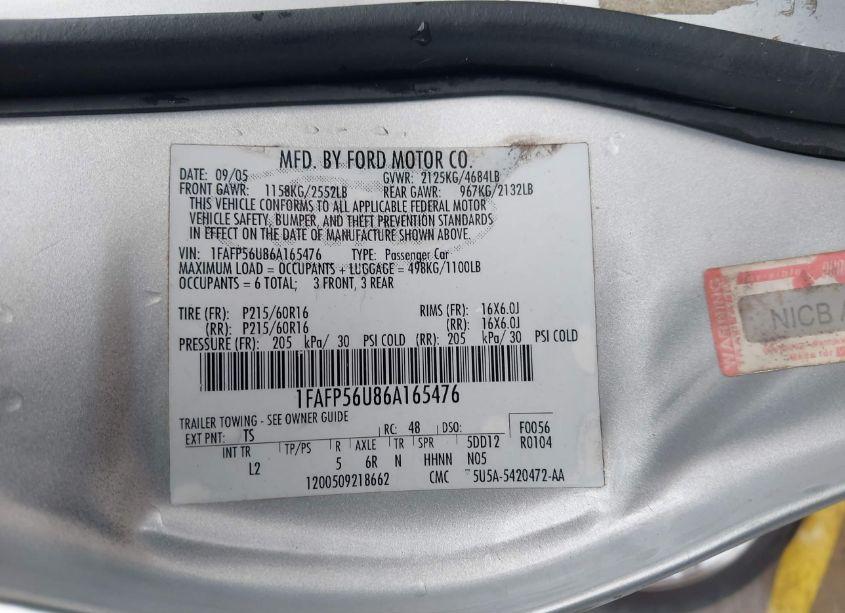 MFD. BY FORD MOTOR CO.
DATE: 09/05 GVWR: 2125KG/4684LB
FRONT GAWR: 1158KG/2552LB REAR GAWR: 967KG/2132LB
THIS VEHICLE CONFORMS TO ALL APPLICABLE FEDERAL MOTOR
VEHICLE SAFETY, BUMPER, AND THEFT PREVENTION STANDARDS
IN EFFECT ON THE DATE OF MANUFACTURE SHOWN ABOVE.
VIN: 1FAFP56U86A165476 TYPE: Passenger Car
MAXIMUM LOAD = OCCUPANTS + LUGGAGE = 498KG/1100LB
OCCUPANTS = 6 TOTAL; 3 FRONT, 3 REAR
TIRE (FR): P215/60R16 RIMS (FR): 16X6.0J
(RR): P215/60R16 (RR): 16X6.0J
PRESSURE (FR): 205 kPa/ 30 PSI COLD (RR): 205 kPa/ 30 PSI COLD
1FAFP56U86A165476
TRAILER TOWING - SEE OWNER GUIDE
EXT PNT: TS RC: 48 DSO: F0056
INT TR TP/PS R AXLE TR SPR 5DD12 R0104
L2 5 6R N HHNN N05
1200509218662 CMC 5U5A-5420472-AA
WARNING
NICB